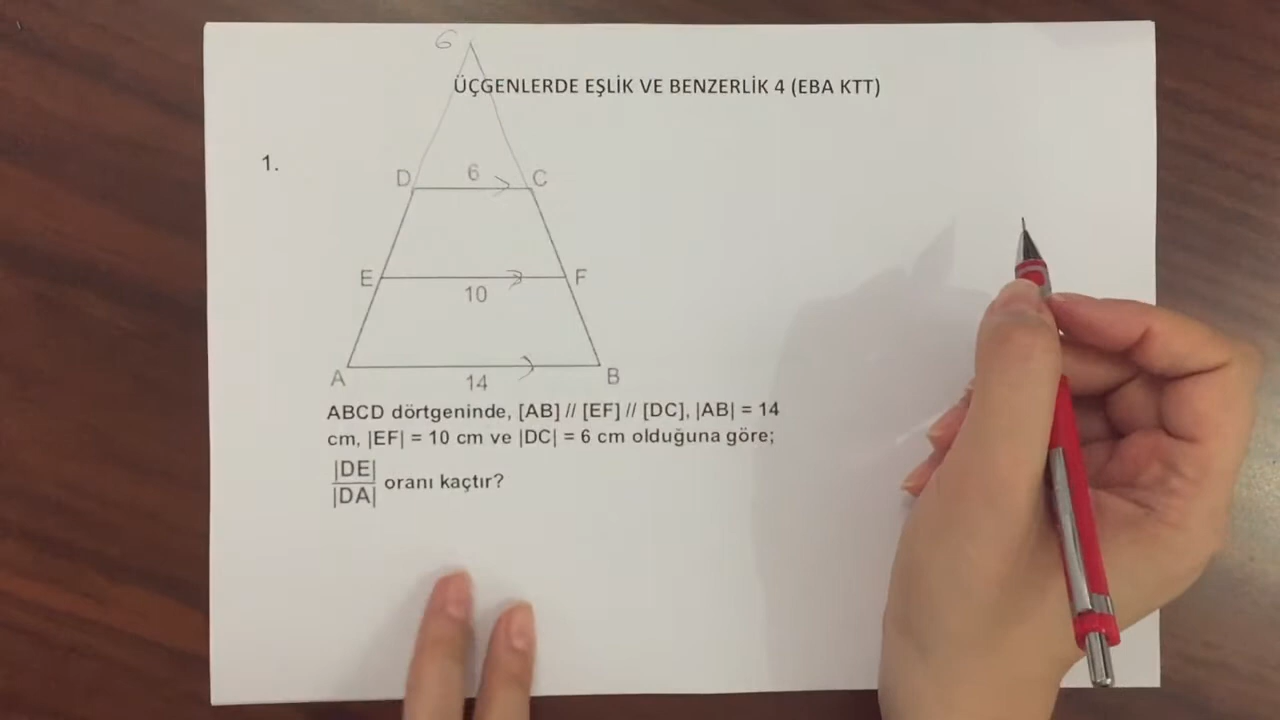 G
ÜÇGENLERDE EŞLİK VE BENZERLİK 4 (EBA KTT)
1.
D 6 C
E F
10
A B
14
ABCD dörtgeninde, [AB] // [EF] // [DC], |AB| = 14
cm, |EF| = 10 cm ve |DC| = 6 cm olduğuna göre;
|DE|
|DA| oranı kaçtır?